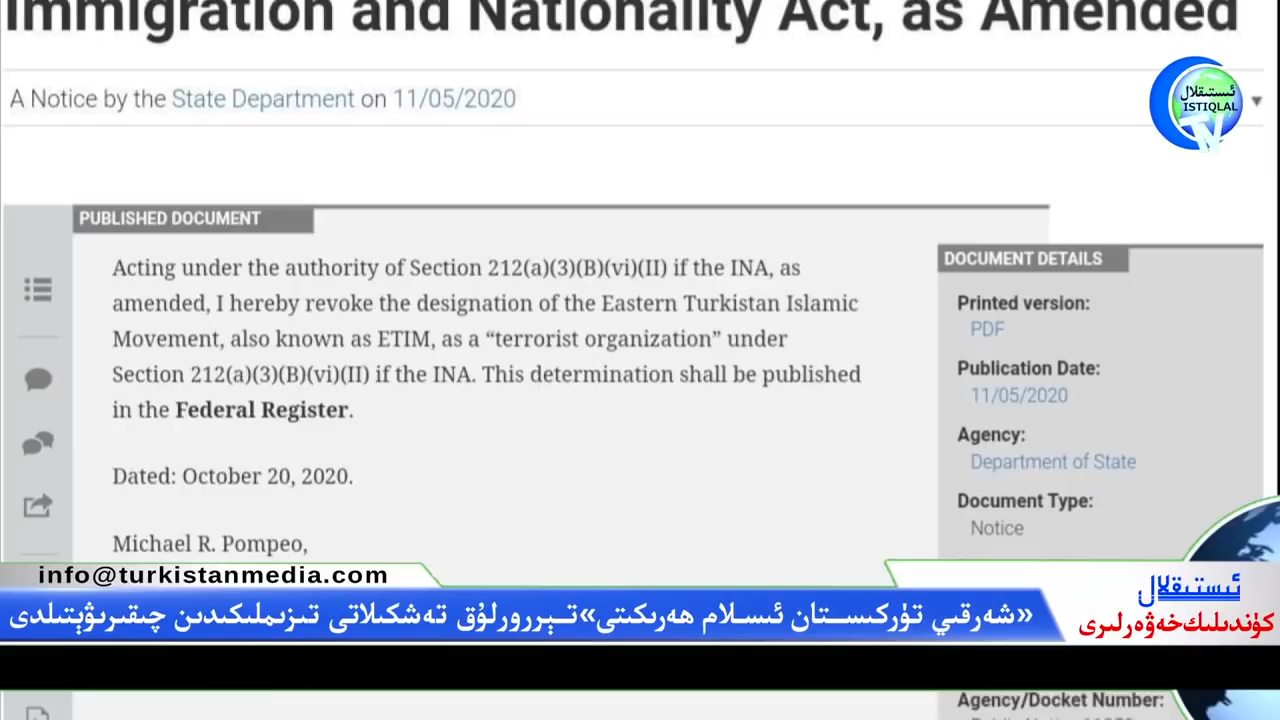 Immigration and Nationality Act, as Amended
A Notice by the State Department on 11/05/2020
ئىستىقلال
ISTIQLAL
TV
PUBLISHED DOCUMENT
Acting under the authority of Section 212(a)(3)(B)(vi)(II) if the INA, as
amended, I hereby revoke the designation of the Eastern Turkistan Islamic
Movement, also known as ETIM, as a “terrorist organization” under
Section 212(a)(3)(B)(vi)(II) if the INA. This determination shall be published
in the Federal Register.
Dated: October 20, 2020.
Michael R. Pompeo,
DOCUMENT DETAILS
Printed version:
PDF
Publication Date:
11/05/2020
Agency:
Department of State
Document Type:
Notice
info@turkistanmedia.com
«شەرقىي تۈركىستان ئىسلام ھەرىكىتى»تېررورلۇق تەشكىلاتى تىزىملىكىدىن چىقىرىۋېتىلدى
ئىستىقلال
كۈندىلىك خەۋەرلىرى
Agency/Docket Number: